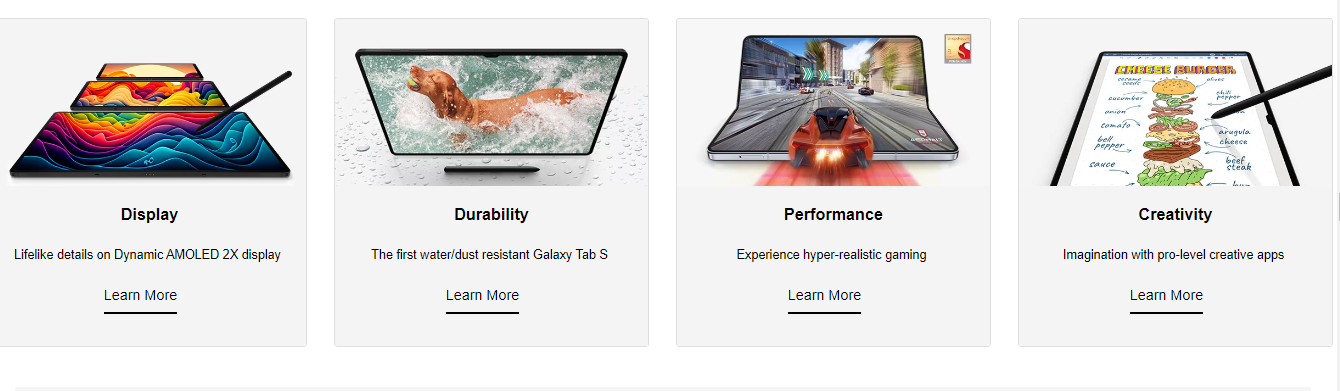 Display
Lifelike details on Dynamic AMOLED 2X display
Learn More
Durability
The first water/dust resistant Galaxy Tab S
Learn More
Performance
Experience hyper-realistic gaming
Learn More
CHEESE BURGER
sesame
seeds
olives
cucumber
chili
pepper
onion
tomato
arugula
bell
pepper
cheese
sauce
beef
steak
Creativity
Imagination with pro-level creative apps
Learn More